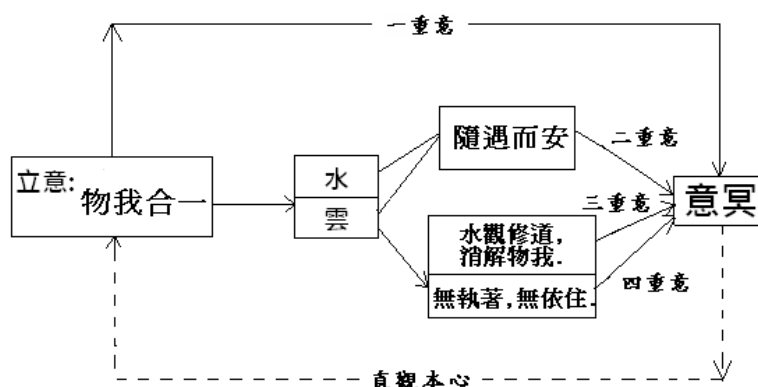 一重意
隨遇而安
二重意
立意:
物我合一
水
雲
三重意
意冥
水觀修道,
消解物我.
無執著,無依住.
四重意
直觀本心